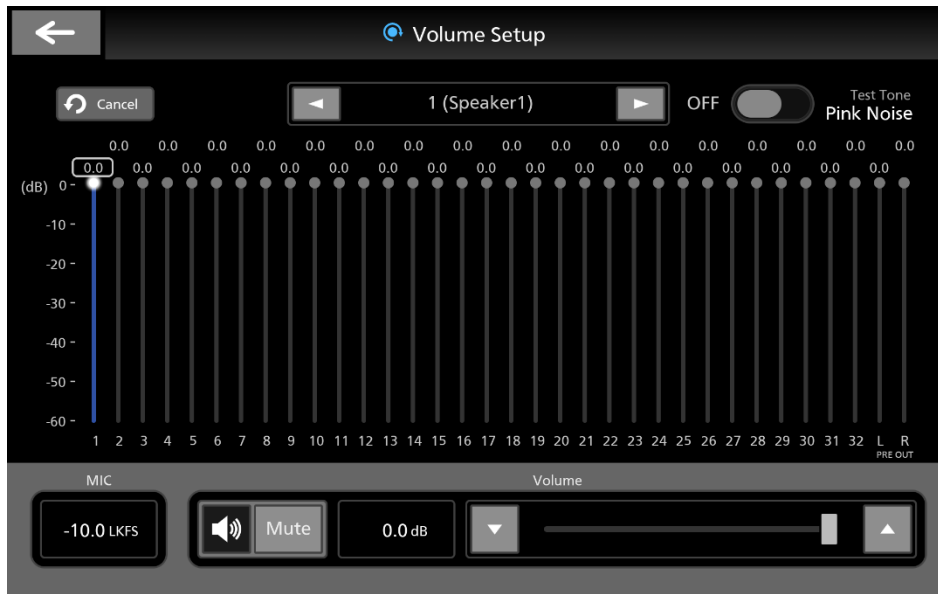 Volume Setup
Cancel
1 (Speaker1)
OFF
Test Tone
Pink Noise
0.0 0.0 0.0 0.0 0.0 0.0 0.0 0.0 0.0 0.0 0.0 0.0 0.0 0.0 0.0 0.0 0.0
0.0 0.0 0.0 0.0 0.0 0.0 0.0 0.0 0.0 0.0 0.0 0.0 0.0 0.0 0.0 0.0 0.0
(dB) 0-
-10 -
-20 -
-30 -
-40 -
-50 -
-60 -
1 2 3 4 5 6 7 8 9 10 11 12 13 14 15 16 17 18 19 20 21 22 23 24 25 26 27 28 29 30 31 32 L R
PRE OUT
MIC
Volume
-10.0 LKFS
Mute
0.0 dB